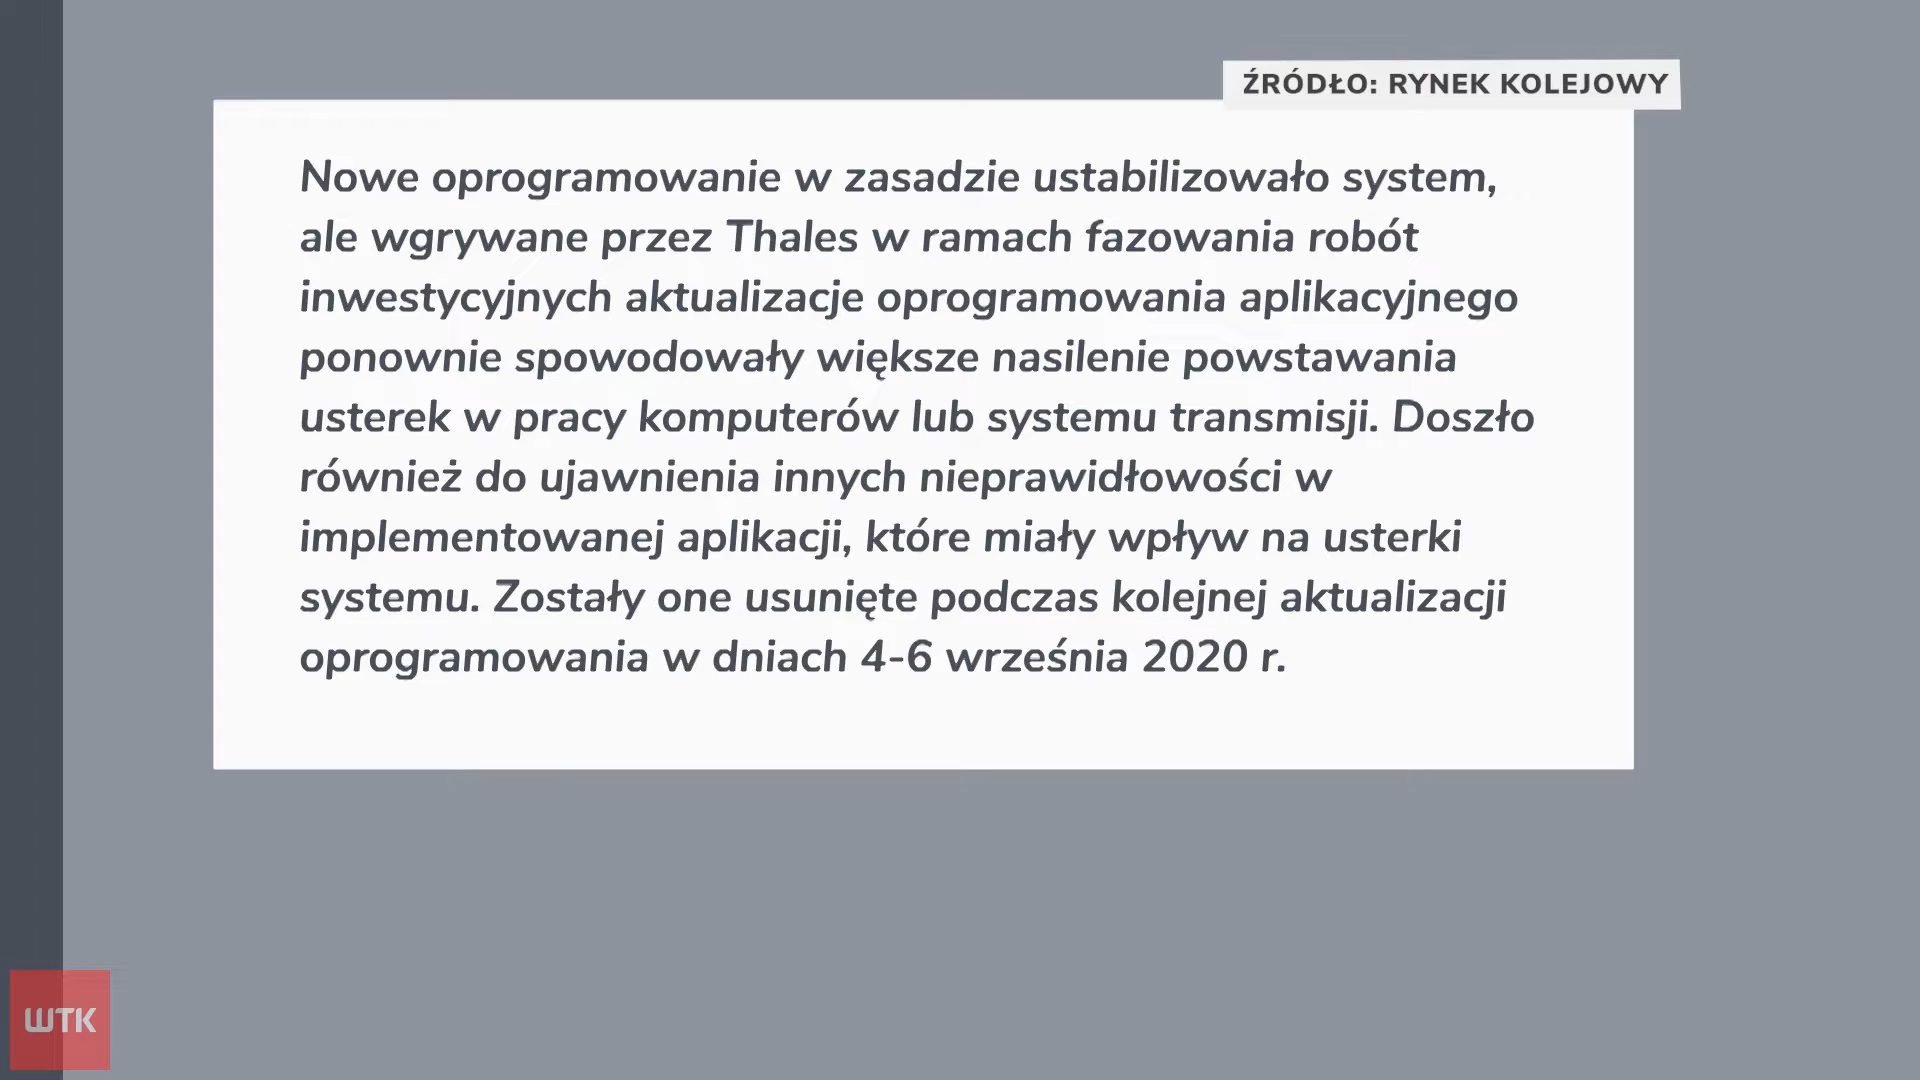 ŹRÓDŁO: RYNEK KOLEJOWY
Nowe oprogramowanie w zasadzie ustabilizowało system,
ale wgrywane przez Thales w ramach fazowania robót
inwestycyjnych aktualizacje oprogramowania aplikacyjnego
ponownie spowodowały większe nasilenie powstawania
usterek w pracy komputerów lub systemu transmisji. Doszło
również do ujawnienia innych nieprawidłowości w
implementowanej aplikacji, które miały wpływ na usterki
systemu. Zostały one usunięte podczas kolejnej aktualizacji
oprogramowania w dniach 4-6 września 2020 r.
WTK